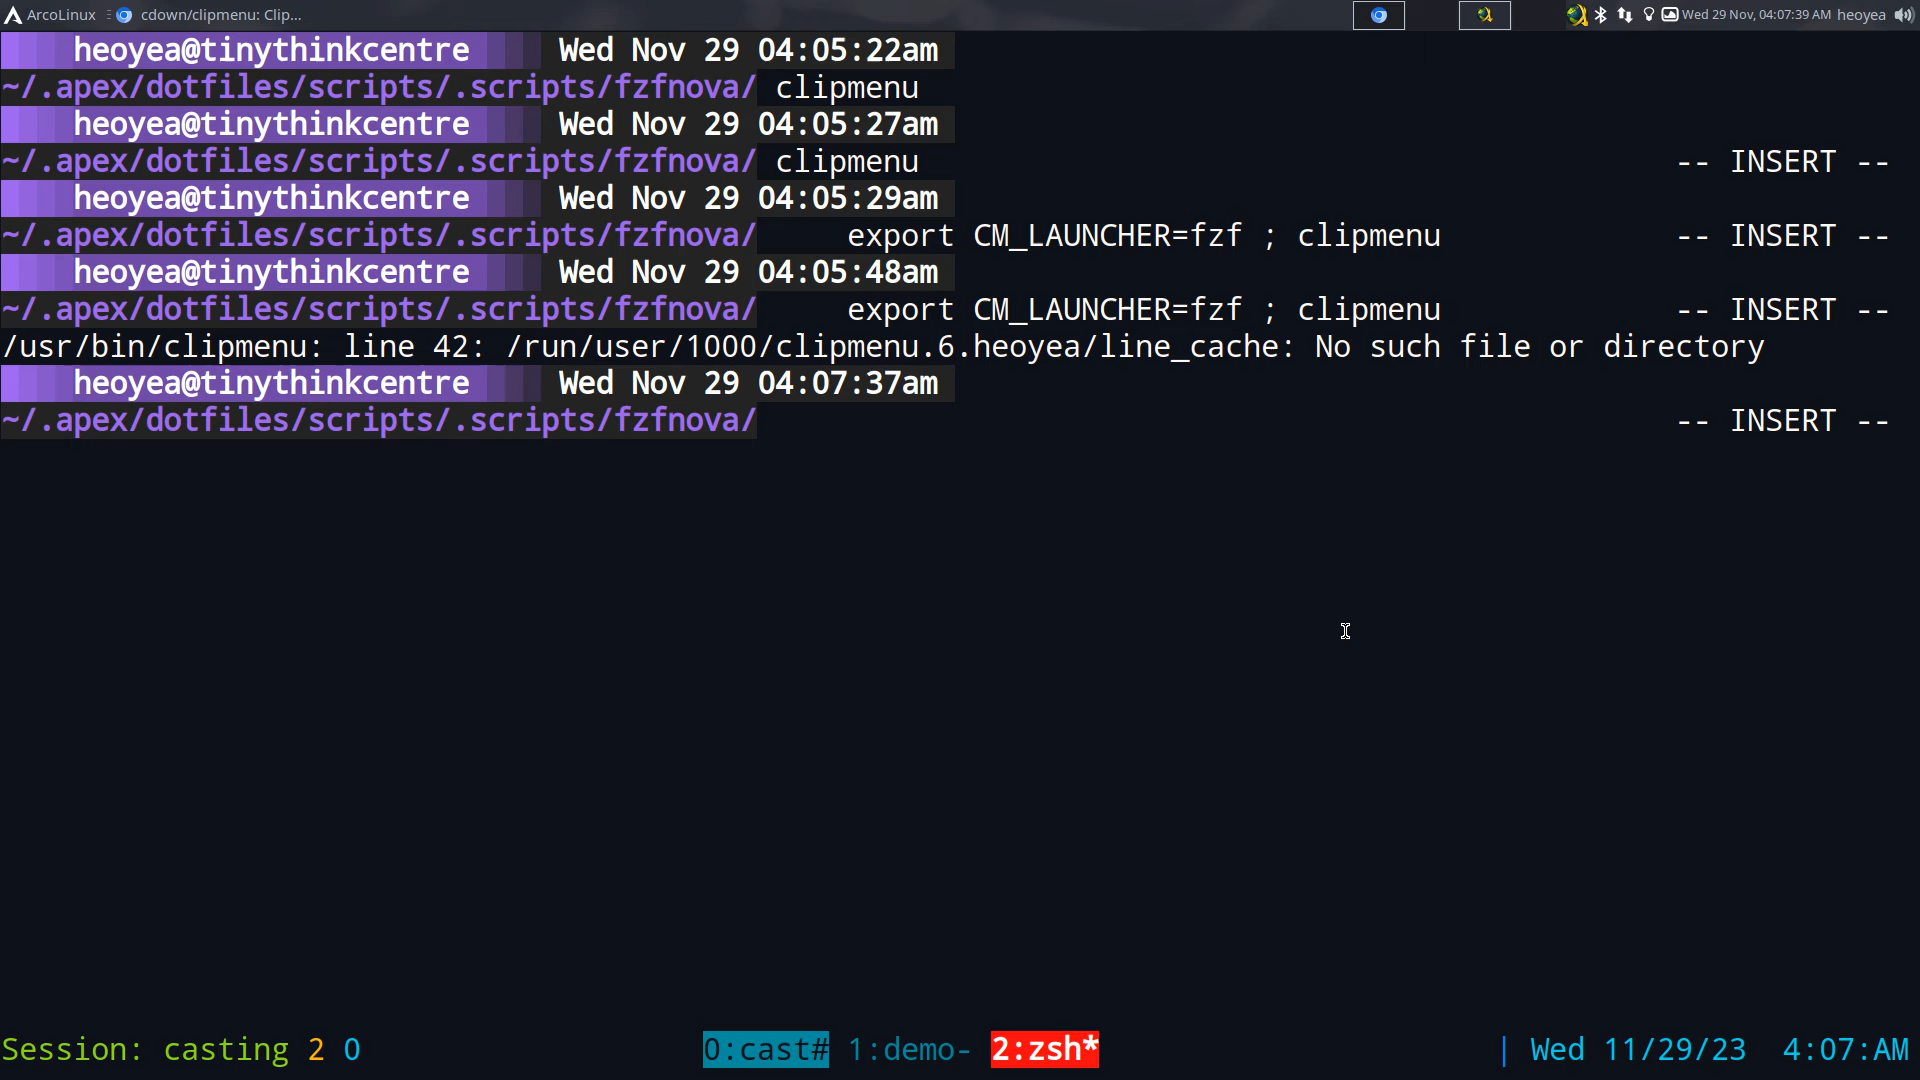 ArcoLinux cdown/clipmenu: Clip... Wed 29 Nov, 04:07:39 AM heoyea
heoyea@tinythinkcentre Wed Nov 29 04:05:22am
~/.apex/dotfiles/scripts/.scripts/fzfnova/ clipmenu
heoyea@tinythinkcentre Wed Nov 29 04:05:27am
~/.apex/dotfiles/scripts/.scripts/fzfnova/ clipmenu -- INSERT --
heoyea@tinythinkcentre Wed Nov 29 04:05:29am
~/.apex/dotfiles/scripts/.scripts/fzfnova/ export CM_LAUNCHER=fzf ; clipmenu -- INSERT --
heoyea@tinythinkcentre Wed Nov 29 04:05:48am
~/.apex/dotfiles/scripts/.scripts/fzfnova/ export CM_LAUNCHER=fzf ; clipmenu -- INSERT --
/usr/bin/clipmenu: line 42: /run/user/1000/clipmenu.6.heoyea/line_cache: No such file or directory
heoyea@tinythinkcentre Wed Nov 29 04:07:37am
~/.apex/dotfiles/scripts/.scripts/fzfnova/ -- INSERT --
Session: casting 2 0 0:cast# 1:demo- 2:zsh* | Wed 11/29/23 4:07:AM